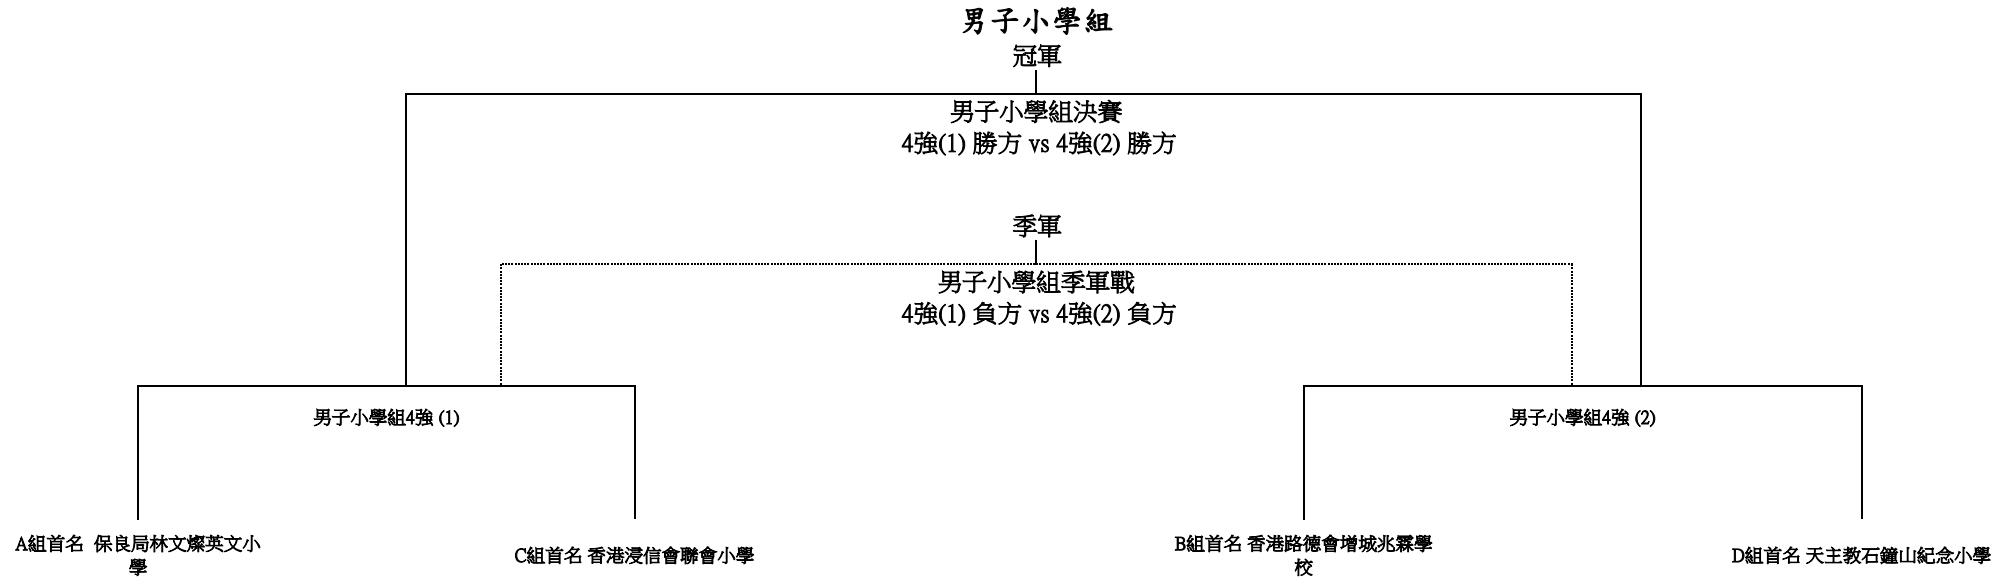 男子小學組
冠軍
男子小學組決賽
4強(1) 勝方 vs 4強(2) 勝方
季軍
男子小學組季軍戰
4強(1) 負方 vs 4強(2) 負方
男子小學組4強 (1)
男子小學組4強 (2)
A組首名 保良局林文燦英文小
學
C組首名 香港浸信會聯會小學
B組首名 香港路德會增城兆霖學
校
D組首名 天主教石鐘山紀念小學